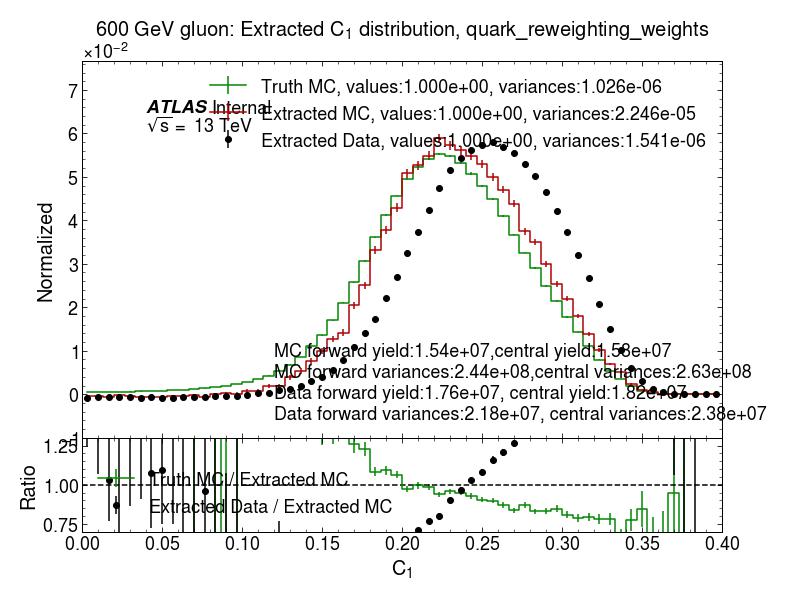 600 GeV gluon: Extracted C1 distribution, quark_reweighting_weights
×10−2
Truth MC, values:1.000e+00, variances:1.026e-06
ATLAS Internal
Extracted MC, values:1.000e+00, variances:2.246e-05
√s = 13 TeV
Extracted Data, values:1.000e+00, variances:1.541e-06
7
6
5
4
3
2
1
0
Normalized
MC forward yield:1.54e+07,central yield:1.58e+07
MC forward variances:2.44e+08,central variances:2.63e+08
Data forward yield:1.76e+07, central yield:1.82e+07
Data forward variances:2.18e+07, central variances:2.38e+07
1.25
1.00
0.75
Ratio
Truth MC / Extracted MC
Extracted Data / Extracted MC
0.00 0.05 0.10 0.15 0.20 0.25 0.30 0.35 0.40
C1